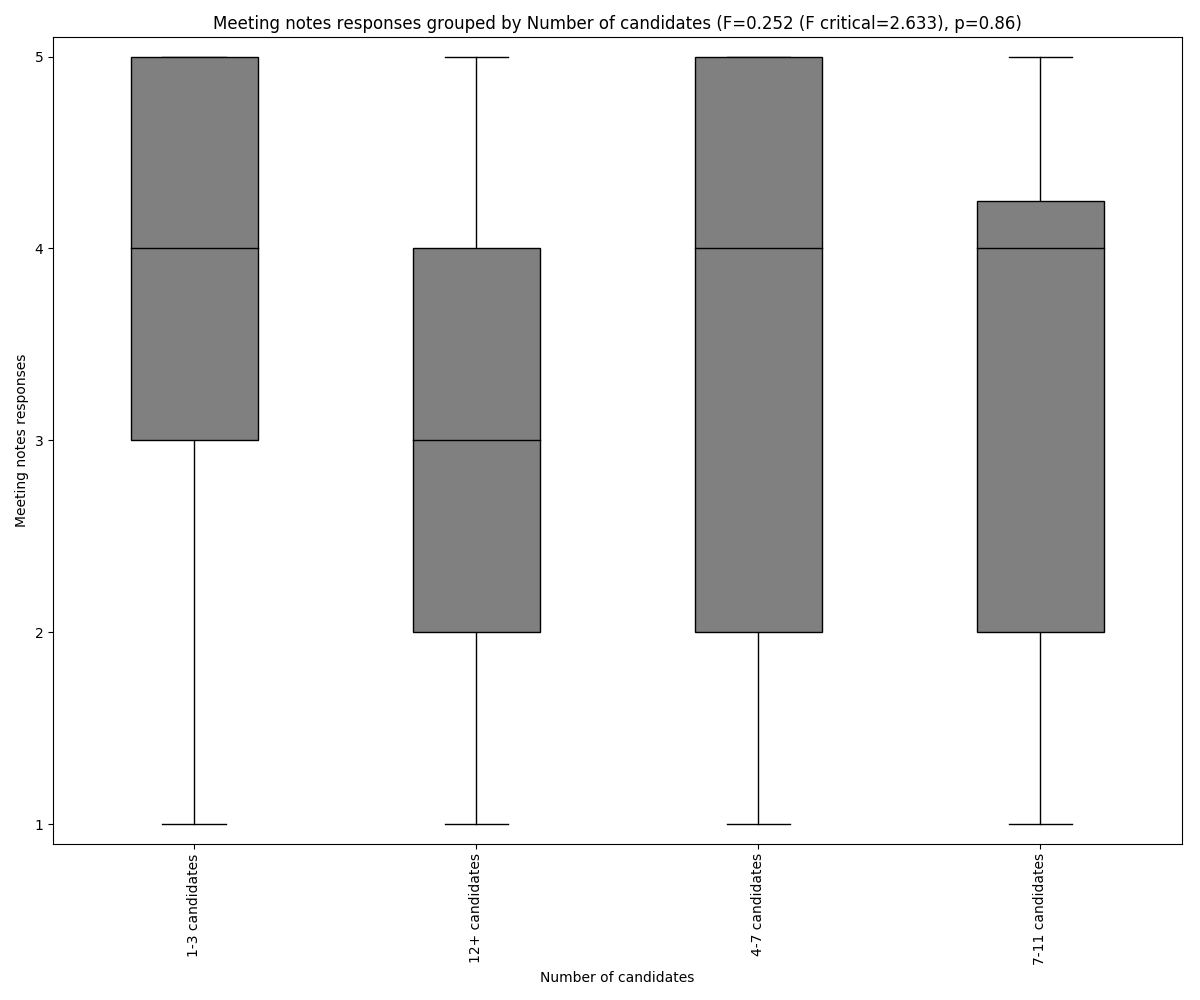 Meeting notes responses grouped by Number of candidates (F=0.252 (F critical=2.633), p=0.86)
5
4
3
2
1
Meeting notes responses
1-3 candidates
12+ candidates
4-7 candidates
7-11 candidates
Number of candidates